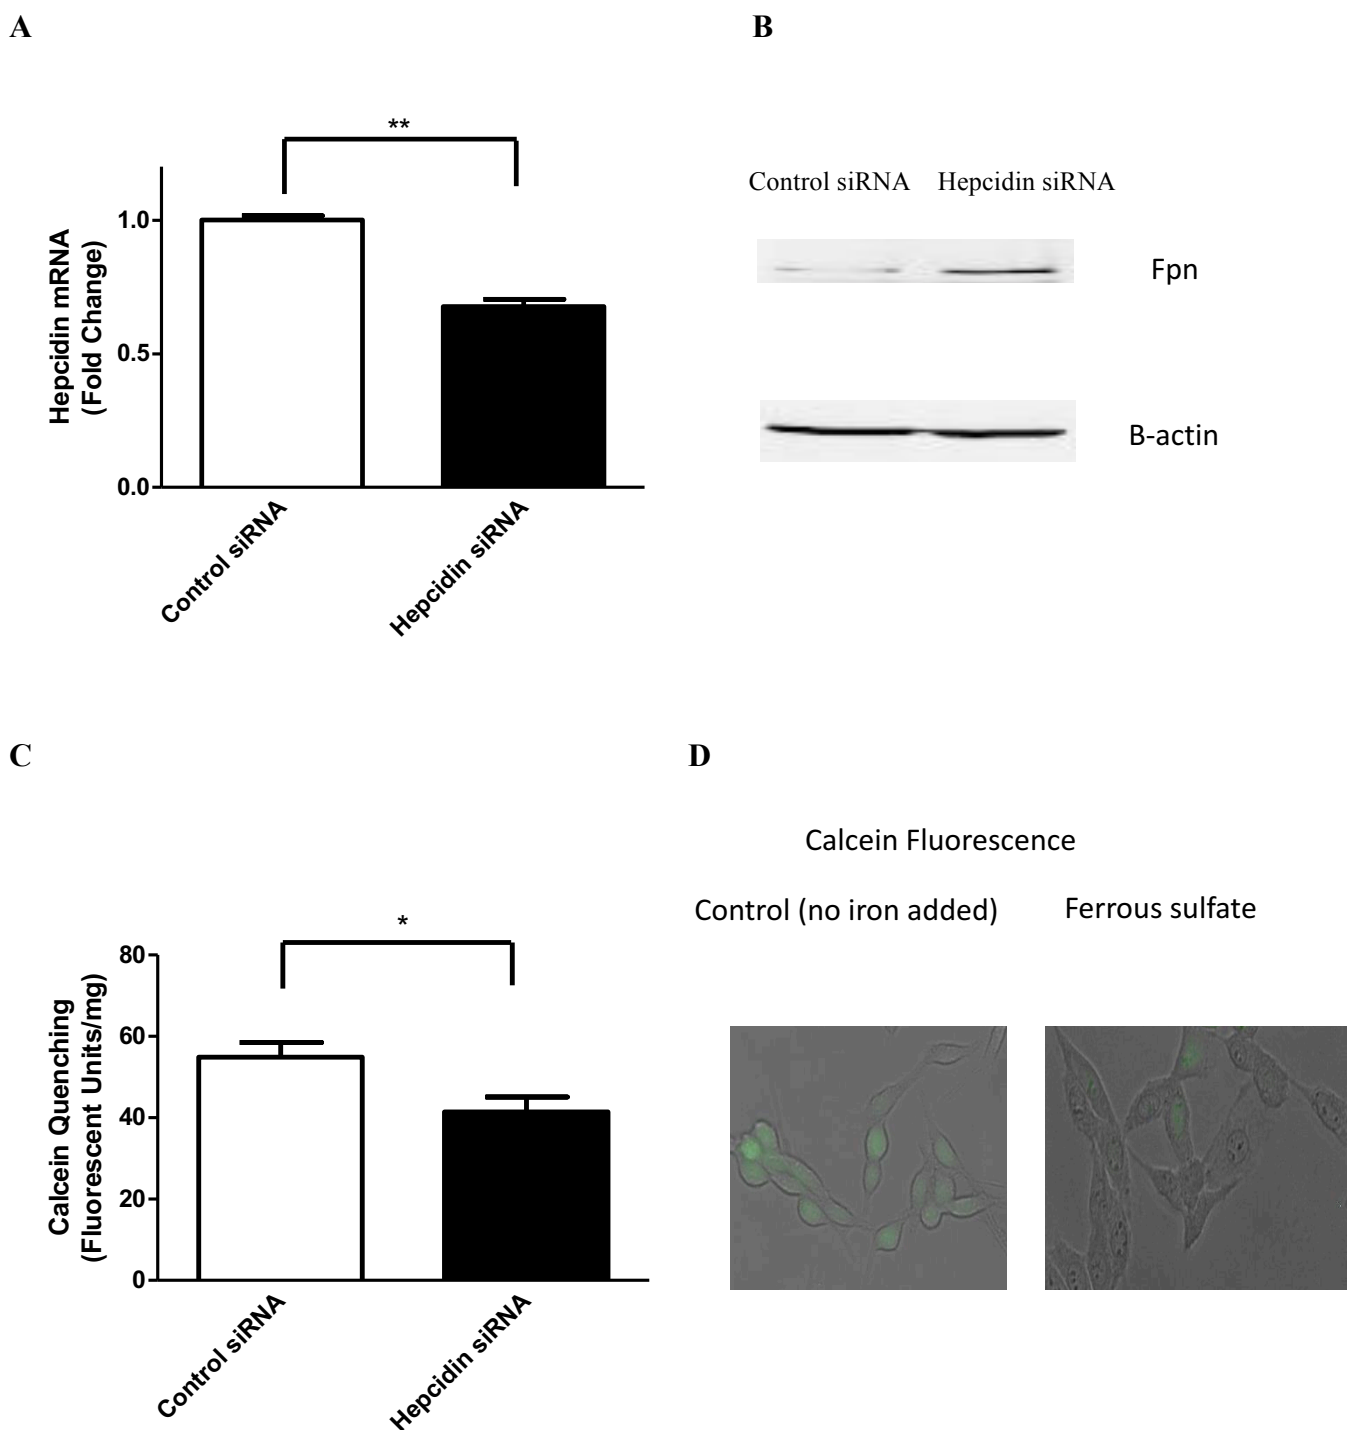 A
**
Hepcidin mRNA
(Fold Change)
1.0
0.5
0.0
Control siRNA
Hepcidin siRNA
B
Control siRNA Hepcidin siRNA
Fpn
B-actin
C
*
Calcein Quenching
(Fluorescent Units/mg)
80
60
40
20
0
Control siRNA
Hepcidin siRNA
D
Calcein Fluorescence
Control (no iron added) Ferrous sulfate